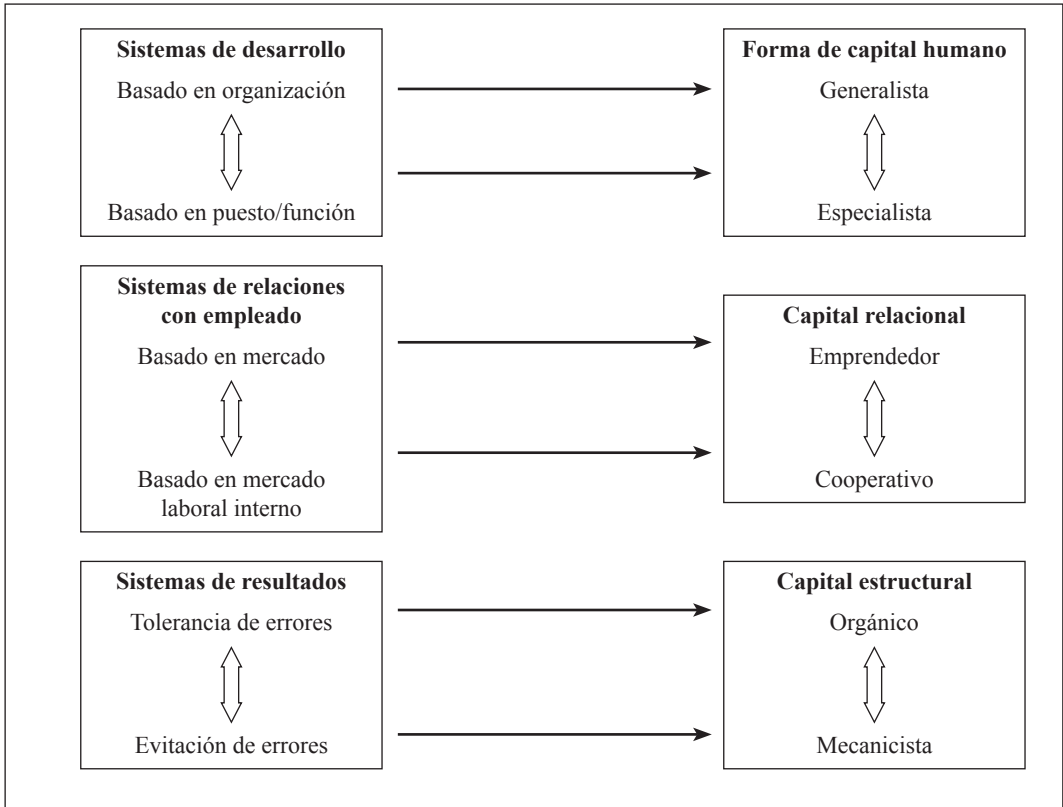 Sistemas de desarrollo
Basado en organización
Basado en puesto/función
Forma de capital humano
Generalista
Especialista
Sistemas de relaciones
con empleado
Basado en mercado
Basado en mercado
laboral interno
Capital relacional
Emprendedor
Cooperativo
Sistemas de resultados
Tolerancia de errores
Evitación de errores
Capital estructural
Orgánico
Mecanicista